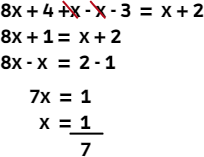 8x + 4 + x - x - 3 = x + 2
8x + 1 = x + 2
8x - x = 2 - 1
7x = 1
x = 1
7